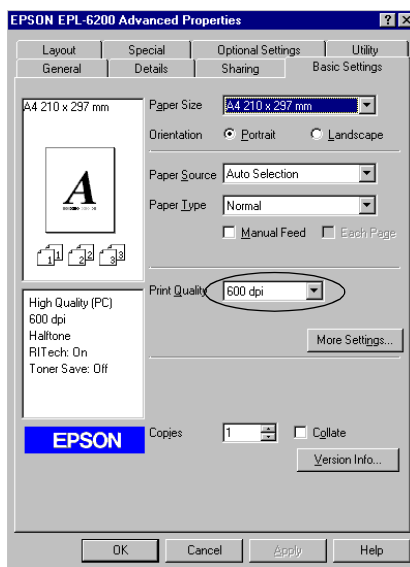 EPSON EPL-6200 Advanced Properties
Layout Special Optional Settings Utility
General Details Sharing Basic Settings
A4 210 x 297 mm
Paper Size A4 210 x 297 mm
Orientation Portrait Landscape
A
Paper Source Auto Selection
Paper Type Normal
Manual Feed Each Page
1 1 2 2 3 3
Print Quality 600 dpi
High Quality (PC)
600 dpi
Halftone
RITech: On
Toner Save: Off
More Settings...
EPSON
Copies 1 Collate
Version Info...
OK Cancel Apply Help